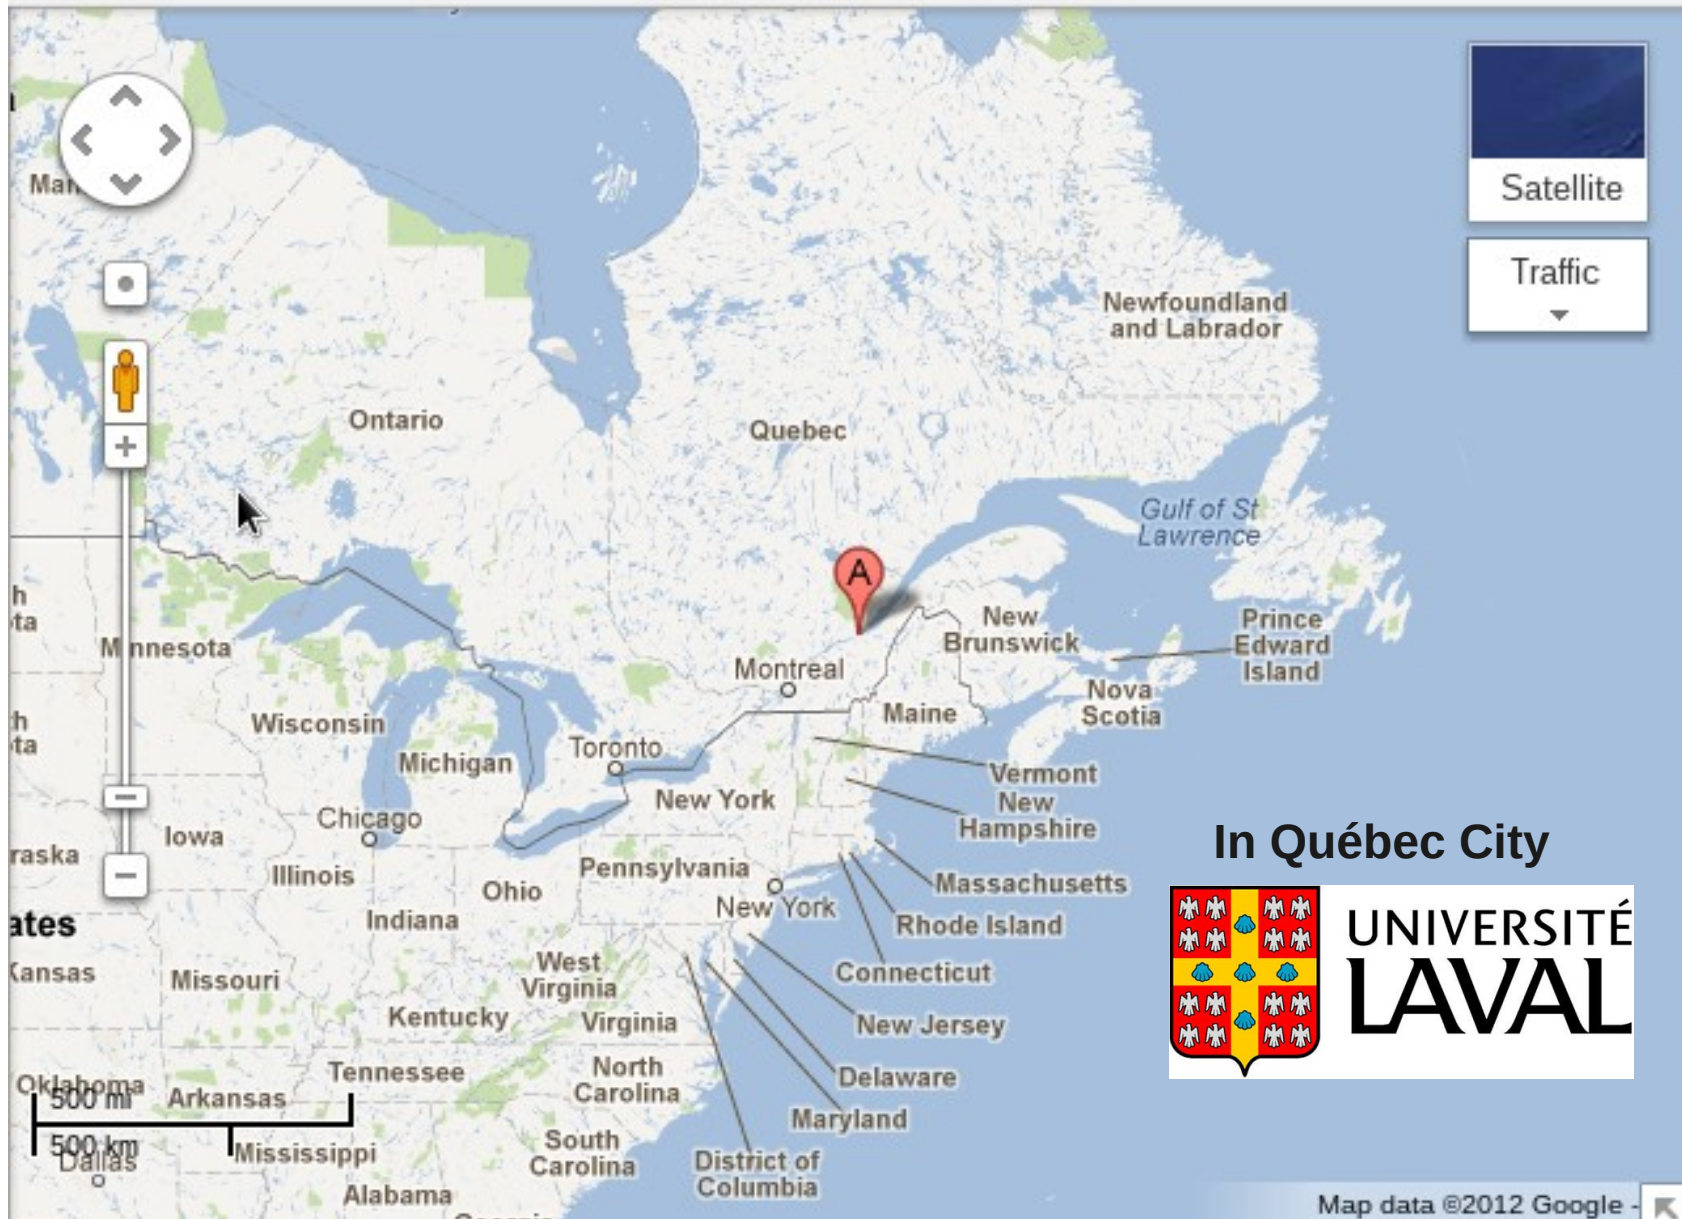 Satellite
Traffic
Newfoundland
and Labrador
Ontario
Quebec
Gulf of St
Lawrence
A
New
Brunswick
Prince
Edward
Island
Minnesota
Montreal
Nova
Scotia
Maine
Wisconsin
Michigan
Toronto
Vermont
New York
New
Hampshire
Chicago
Iowa
In Québec City
Pennsylvania
Illinois
Ohio
Massachusetts
New York
Indiana
Rhode Island
UNIVERSITÉ
LAVAL
West
Virginia
Connecticut
Missouri
Kentucky
Virginia
New Jersey
Tennessee
North
Carolina
Delaware
Oklahoma
500 mi
Arkansas
Maryland
500 km
Dallas
Mississippi
South
Carolina
District of
Columbia
Alabama
Map data ©2012 Google -